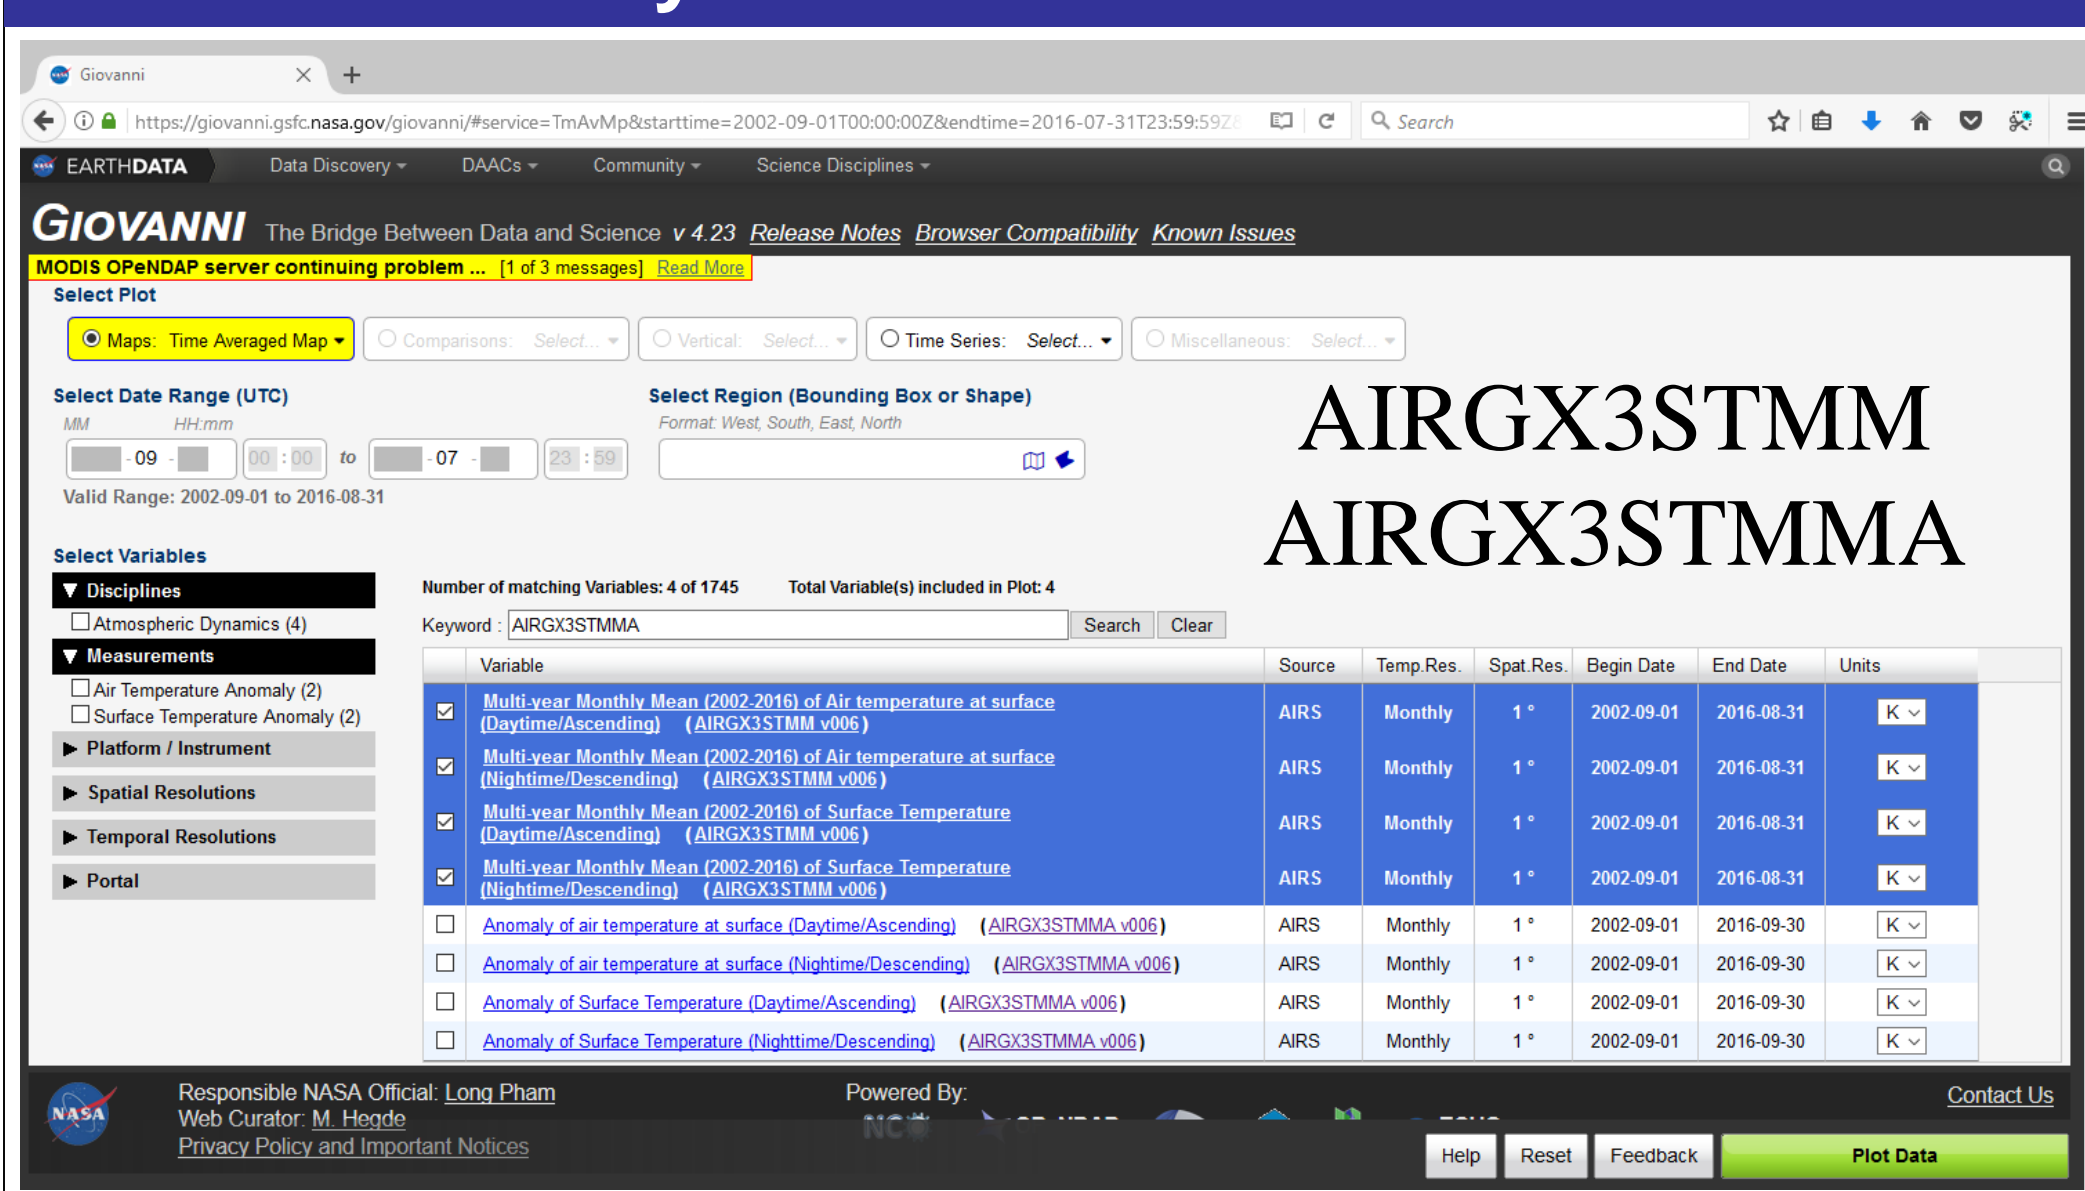 Giovanni
https://giovanni.gsfc.nasa.gov/giovanni/#service=TmAvMp&starttime=2002-09-01T00:00:00Z&endtime=2016-07-31T23:59:59Z
Search
EARTHDATA Data Discovery DAACs Community Science Disciplines
GIOVANNI The Bridge Between Data and Science v 4.23 Release Notes Browser Compatibility Known Issues
MODIS OPeNDAP server continuing problem ... [1 of 3 messages] Read More
Select Plot
Maps: Time Averaged Map Comparisons: Select... Vertical: Select... Time Series: Select... Miscellaneous: Select...
Select Date Range (UTC) Select Region (Bounding Box or Shape)
MM HH:mm Format: West, South, East, North
- 09 - 00 : 00 to - 07 - 23 : 59
Valid Range: 2002-09-01 to 2016-08-31
AIRGX3STMM
AIRGX3STMMA
Select Variables
Disciplines
Atmospheric Dynamics (4)
Measurements
Air Temperature Anomaly (2)
Surface Temperature Anomaly (2)
Platform / Instrument
Spatial Resolutions
Temporal Resolutions
Portal
Number of matching Variables: 4 of 1745 Total Variable(s) included in Plot: 4
Keyword : AIRGX3STMMA Search Clear
Variable Source Temp.Res. Spat.Res. Begin Date End Date Units
Multi-year Monthly Mean (2002-2016) of Air temperature at surface
(Daytime/Ascending) (AIRGX3STMM v006) AIRS Monthly 1 ° 2002-09-01 2016-08-31 K
Multi-year Monthly Mean (2002-2016) of Air temperature at surface
(Nightime/Descending) (AIRGX3STMM v006) AIRS Monthly 1 ° 2002-09-01 2016-08-31 K
Multi-year Monthly Mean (2002-2016) of Surface Temperature
(Daytime/Ascending) (AIRGX3STMM v006) AIRS Monthly 1 ° 2002-09-01 2016-08-31 K
Multi-year Monthly Mean (2002-2016) of Surface Temperature
(Nightime/Descending) (AIRGX3STMM v006) AIRS Monthly 1 ° 2002-09-01 2016-08-31 K
Anomaly of air temperature at surface (Daytime/Ascending) (AIRGX3STMMA v006) AIRS Monthly 1 ° 2002-09-01 2016-09-30 K
Anomaly of air temperature at surface (Nightime/Descending) (AIRGX3STMMA v006) AIRS Monthly 1 ° 2002-09-01 2016-09-30 K
Anomaly of Surface Temperature (Daytime/Ascending) (AIRGX3STMMA v006) AIRS Monthly 1 ° 2002-09-01 2016-09-30 K
Anomaly of Surface Temperature (Nighttime/Descending) (AIRGX3STMMA v006) AIRS Monthly 1 ° 2002-09-01 2016-09-30 K
NASA
Responsible NASA Official: Long Pham
Web Curator: M. Hegde
Privacy Policy and Important Notices
Powered By:
Contact Us
Help Reset Feedback Plot Data